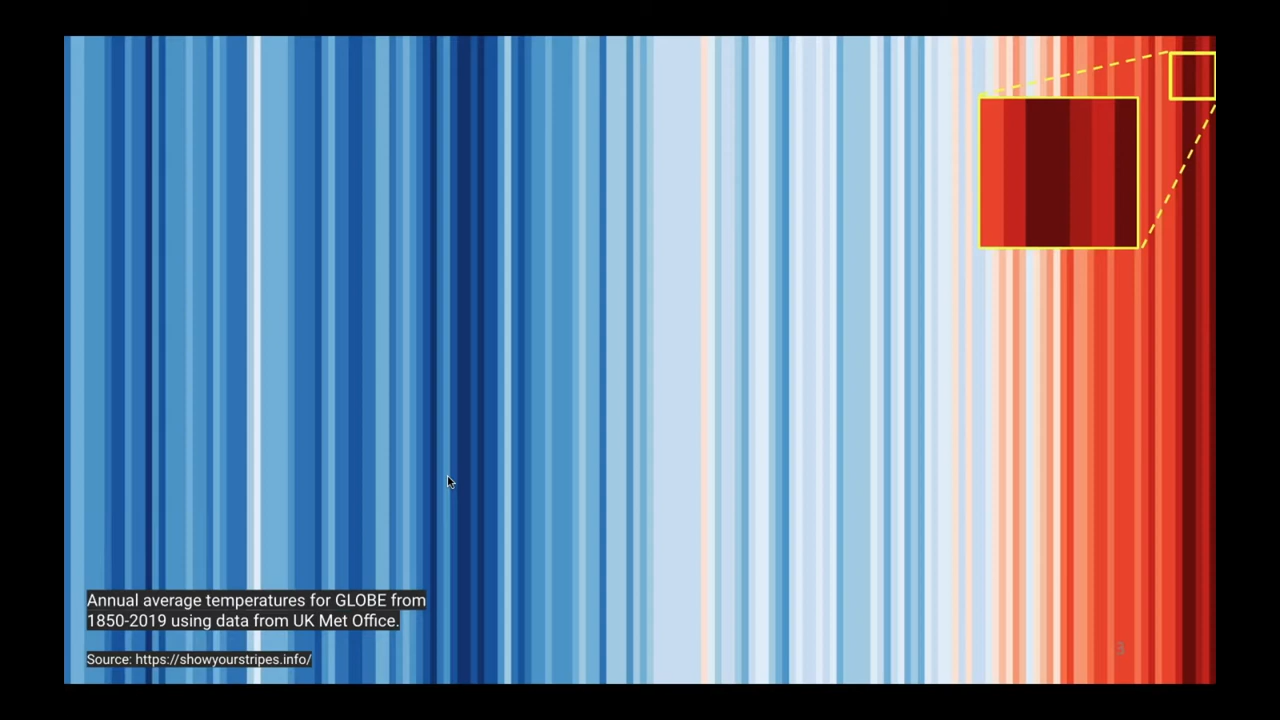 Annual average temperatures for GLOBE from
1850-2019 using data from UK Met Office.
Source: https://showyourstripes.info/